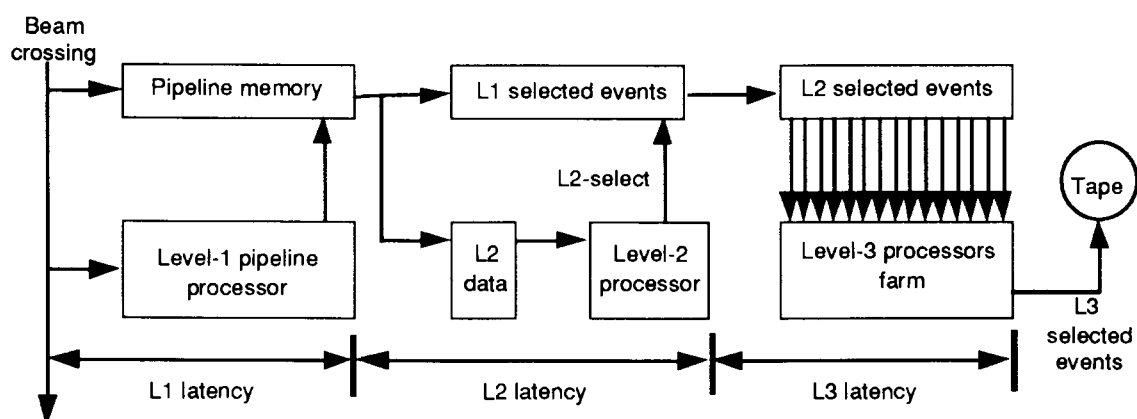 Beam
crossing
Pipeline memory
L1 selected events
L2 selected events
L2-select
Tape
Level-1 pipeline
processor
L2
data
Level-2
processor
Level-3 processors
farm
L3
selected
events
L1 latency
L2 latency
L3 latency